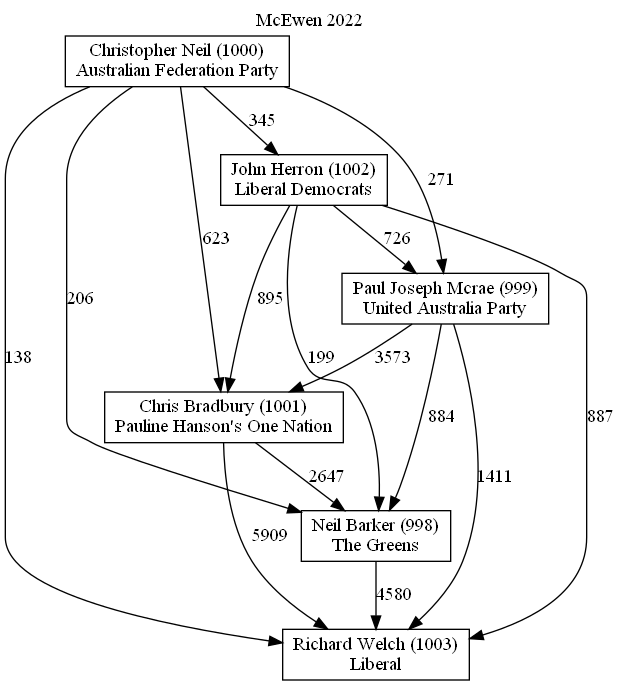 McEwen 2022
Christopher Neil (1000)
Australian Federation Party
345
John Herron (1002)
Liberal Democrats
271
623
726
Paul Joseph Mcrae (999)
United Australia Party
206
895
138
199
3573
Chris Bradbury (1001)
Pauline Hanson's One Nation
884
887
2647
1411
Neil Barker (998)
The Greens
5909
4580
Richard Welch (1003)
Liberal